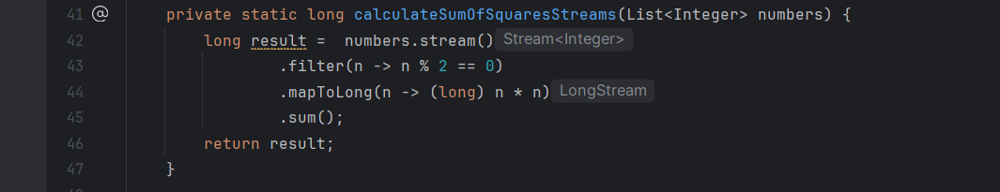 41 @ private static long calculateSumOfSquaresStreams(List<Integer> numbers) {
42 long result =  numbers.stream() Stream<Integer>
43 .filter(n -> n % 2 == 0)
44 .mapToLong(n -> (long) n * n) LongStream
45 .sum();
46 return result;
47 }